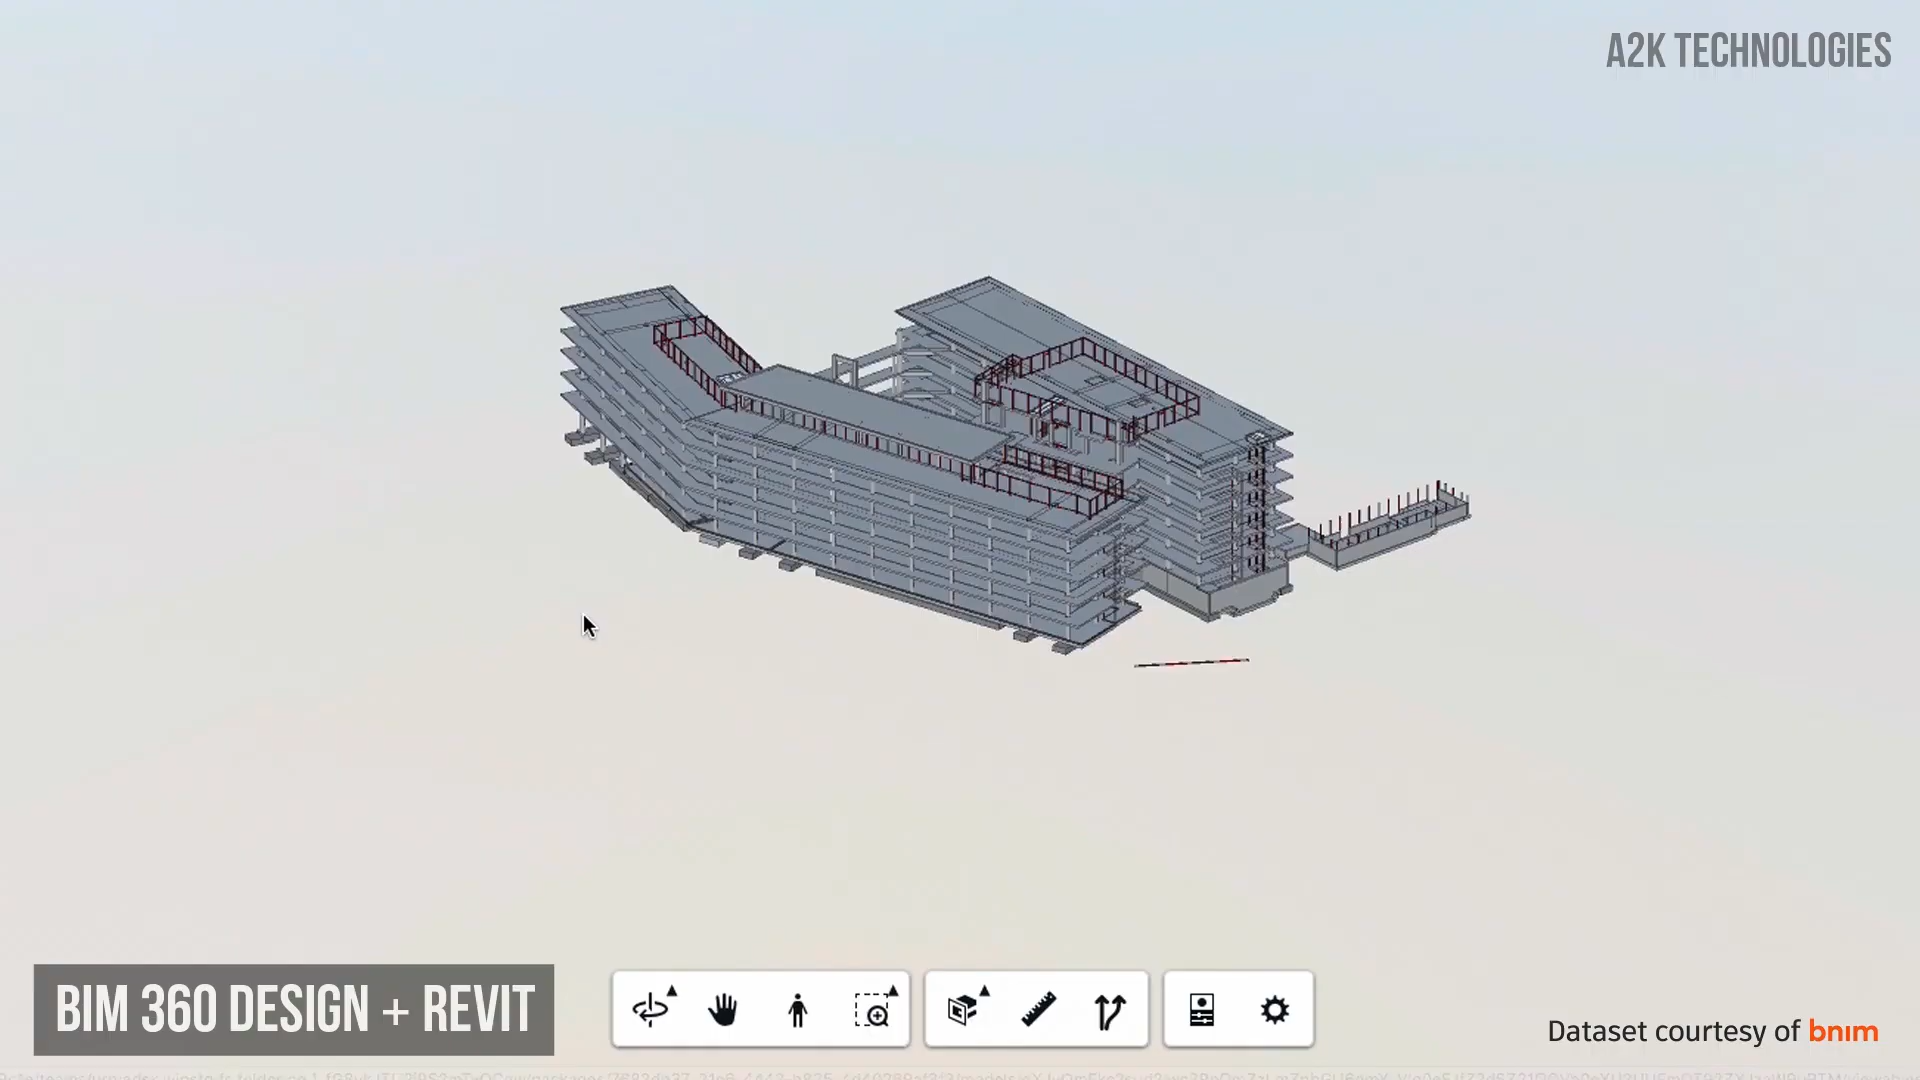 A2K TECHNOLOGIES
BIM 360 DESIGN + REVIT
Dataset courtesy of bnim